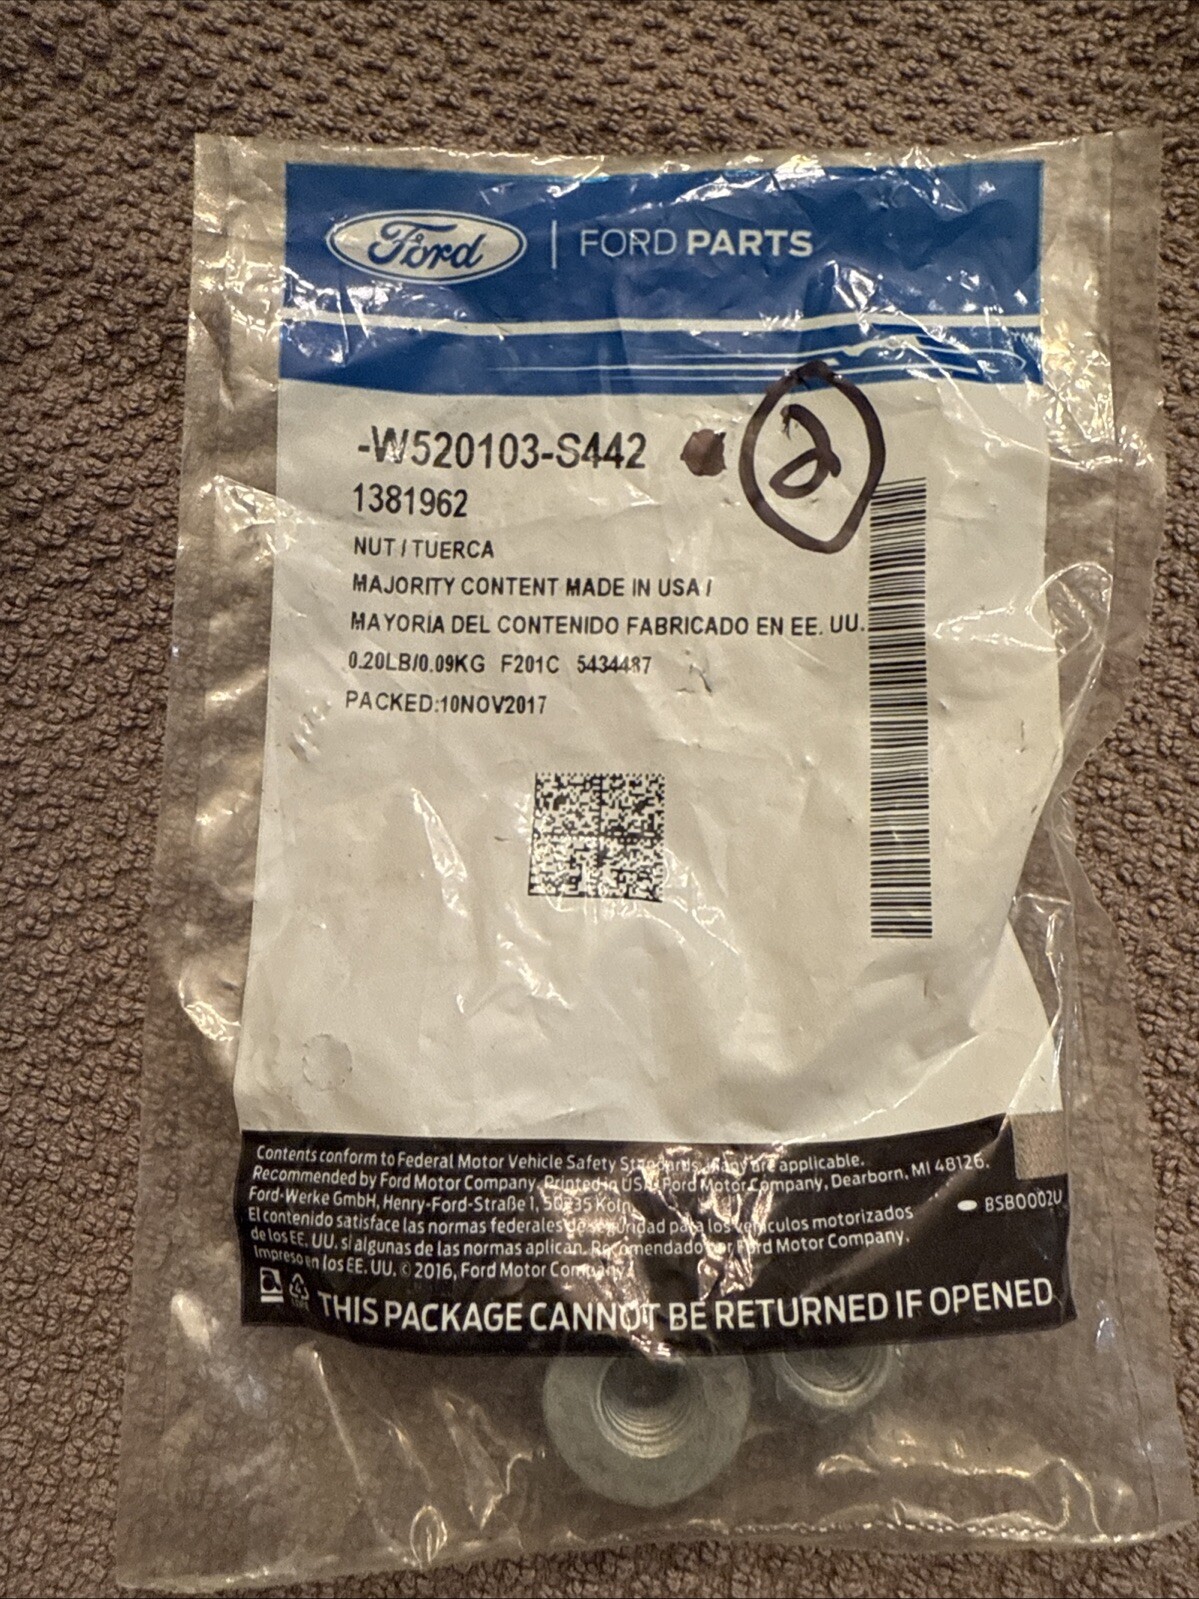 Ford | FORD PARTS
-W520103-S442
2
1381962
NUT / TUERCA
MAJORITY CONTENT MADE IN USA /
MAYORÍA DEL CONTENIDO FABRICADO EN EE. UU.
0.20LB/0.09KG F201C 5434487
PACKED:10NOV2017
Contents conform to Federal Motor Vehicle Safety Standards, if any are applicable.
Recommended by Ford Motor Company. Printed in USA. Ford Motor Company, Dearborn, MI 48126.
Ford-Werke GmbH, Henry-Ford-Straße 1, 50735 Köln
BSB0002U
El contenido satisface las normas federales de seguridad para los vehículos motorizados
de los EE. UU. si algunas de las normas aplican. Recomendado por Ford Motor Company.
Impreso en los EE. UU. © 2016, Ford Motor Company
THIS PACKAGE CANNOT BE RETURNED IF OPENED